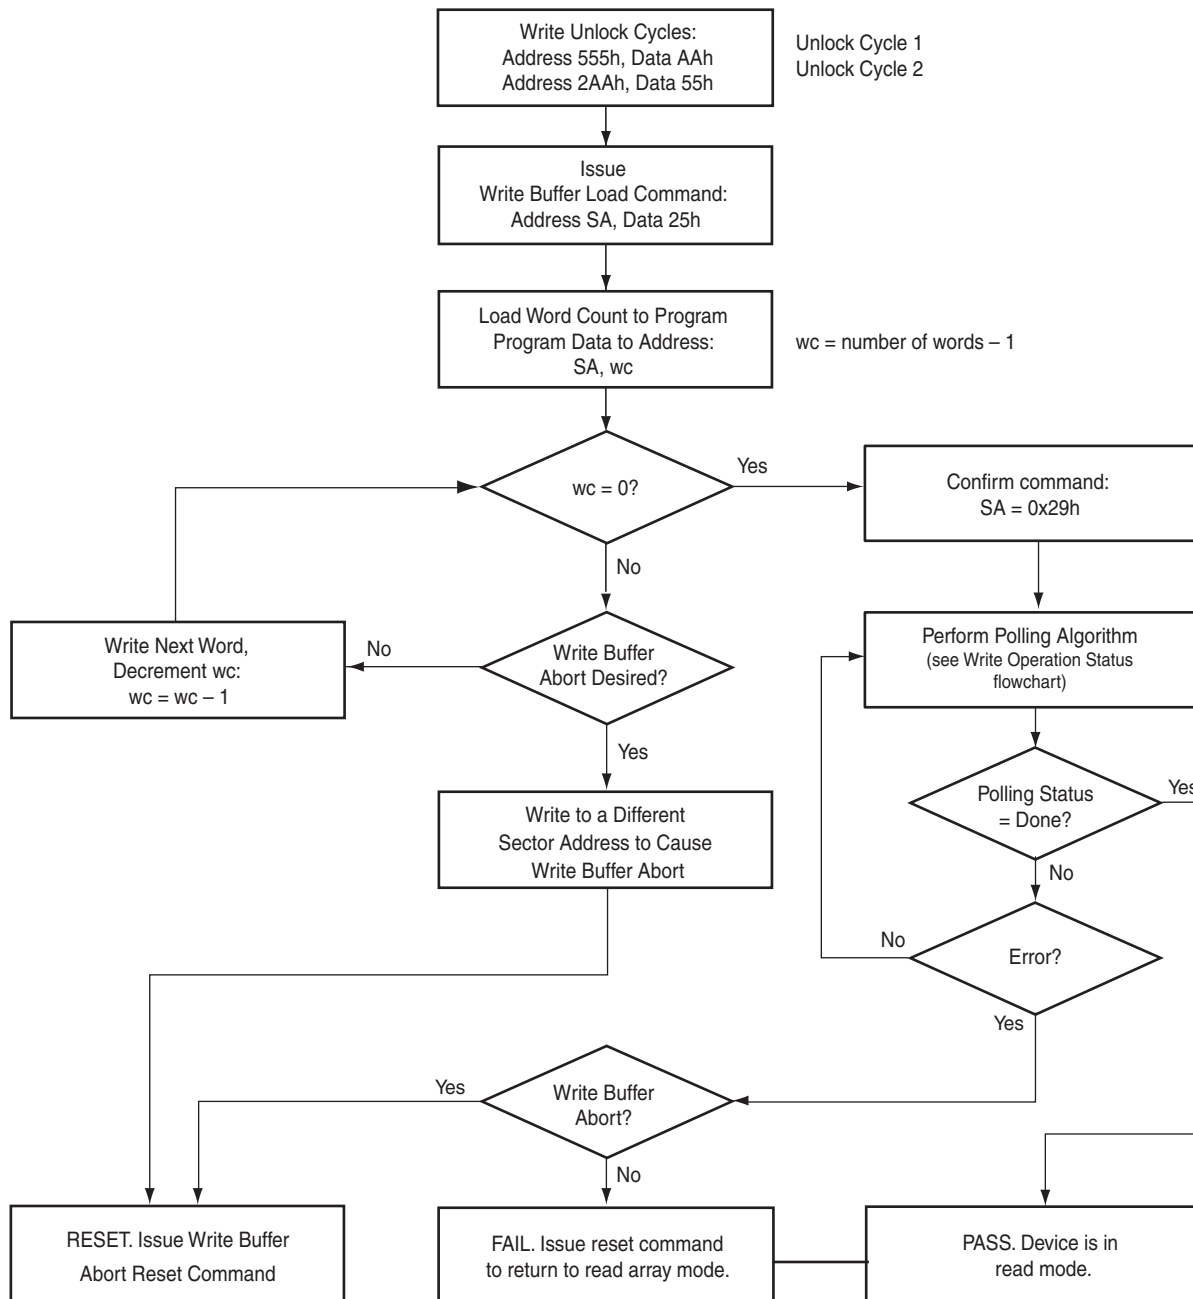 Write Unlock Cycles:
Address 555h, Data AAh
Address 2AAh, Data 55h
Unlock Cycle 1
Unlock Cycle 2
Issue
Write Buffer Load Command:
Address SA, Data 25h
Load Word Count to Program
Program Data to Address:
SA, wc
wc = number of words – 1
wc = 0?
Yes
No
Confirm command:
SA = 0x29h
Write Next Word,
Decrement wc:
wc = wc – 1
No
Write Buffer
Abort Desired?
Yes
Perform Polling Algorithm
(see Write Operation Status
flowchart)
Polling Status
= Done?
Yes
No
Write to a Different
Sector Address to Cause
Write Buffer Abort
Error?
No
Yes
Write Buffer
Abort?
Yes
No
RESET. Issue Write Buffer
Abort Reset Command
FAIL. Issue reset command
to return to read array mode.
PASS. Device is in
read mode.